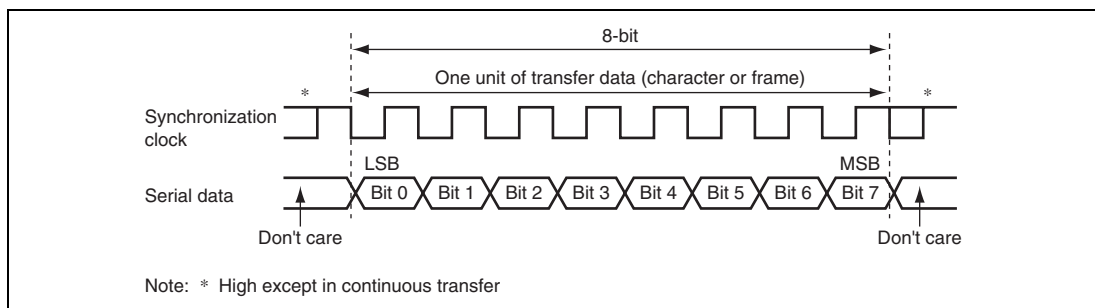 8-bit
One unit of transfer data (character or frame)
* *
Synchronization
clock
LSB MSB
Serial data Bit 0 Bit 1 Bit 2 Bit 3 Bit 4 Bit 5 Bit 6 Bit 7
Don't care Don't care
Note: * High except in continuous transfer